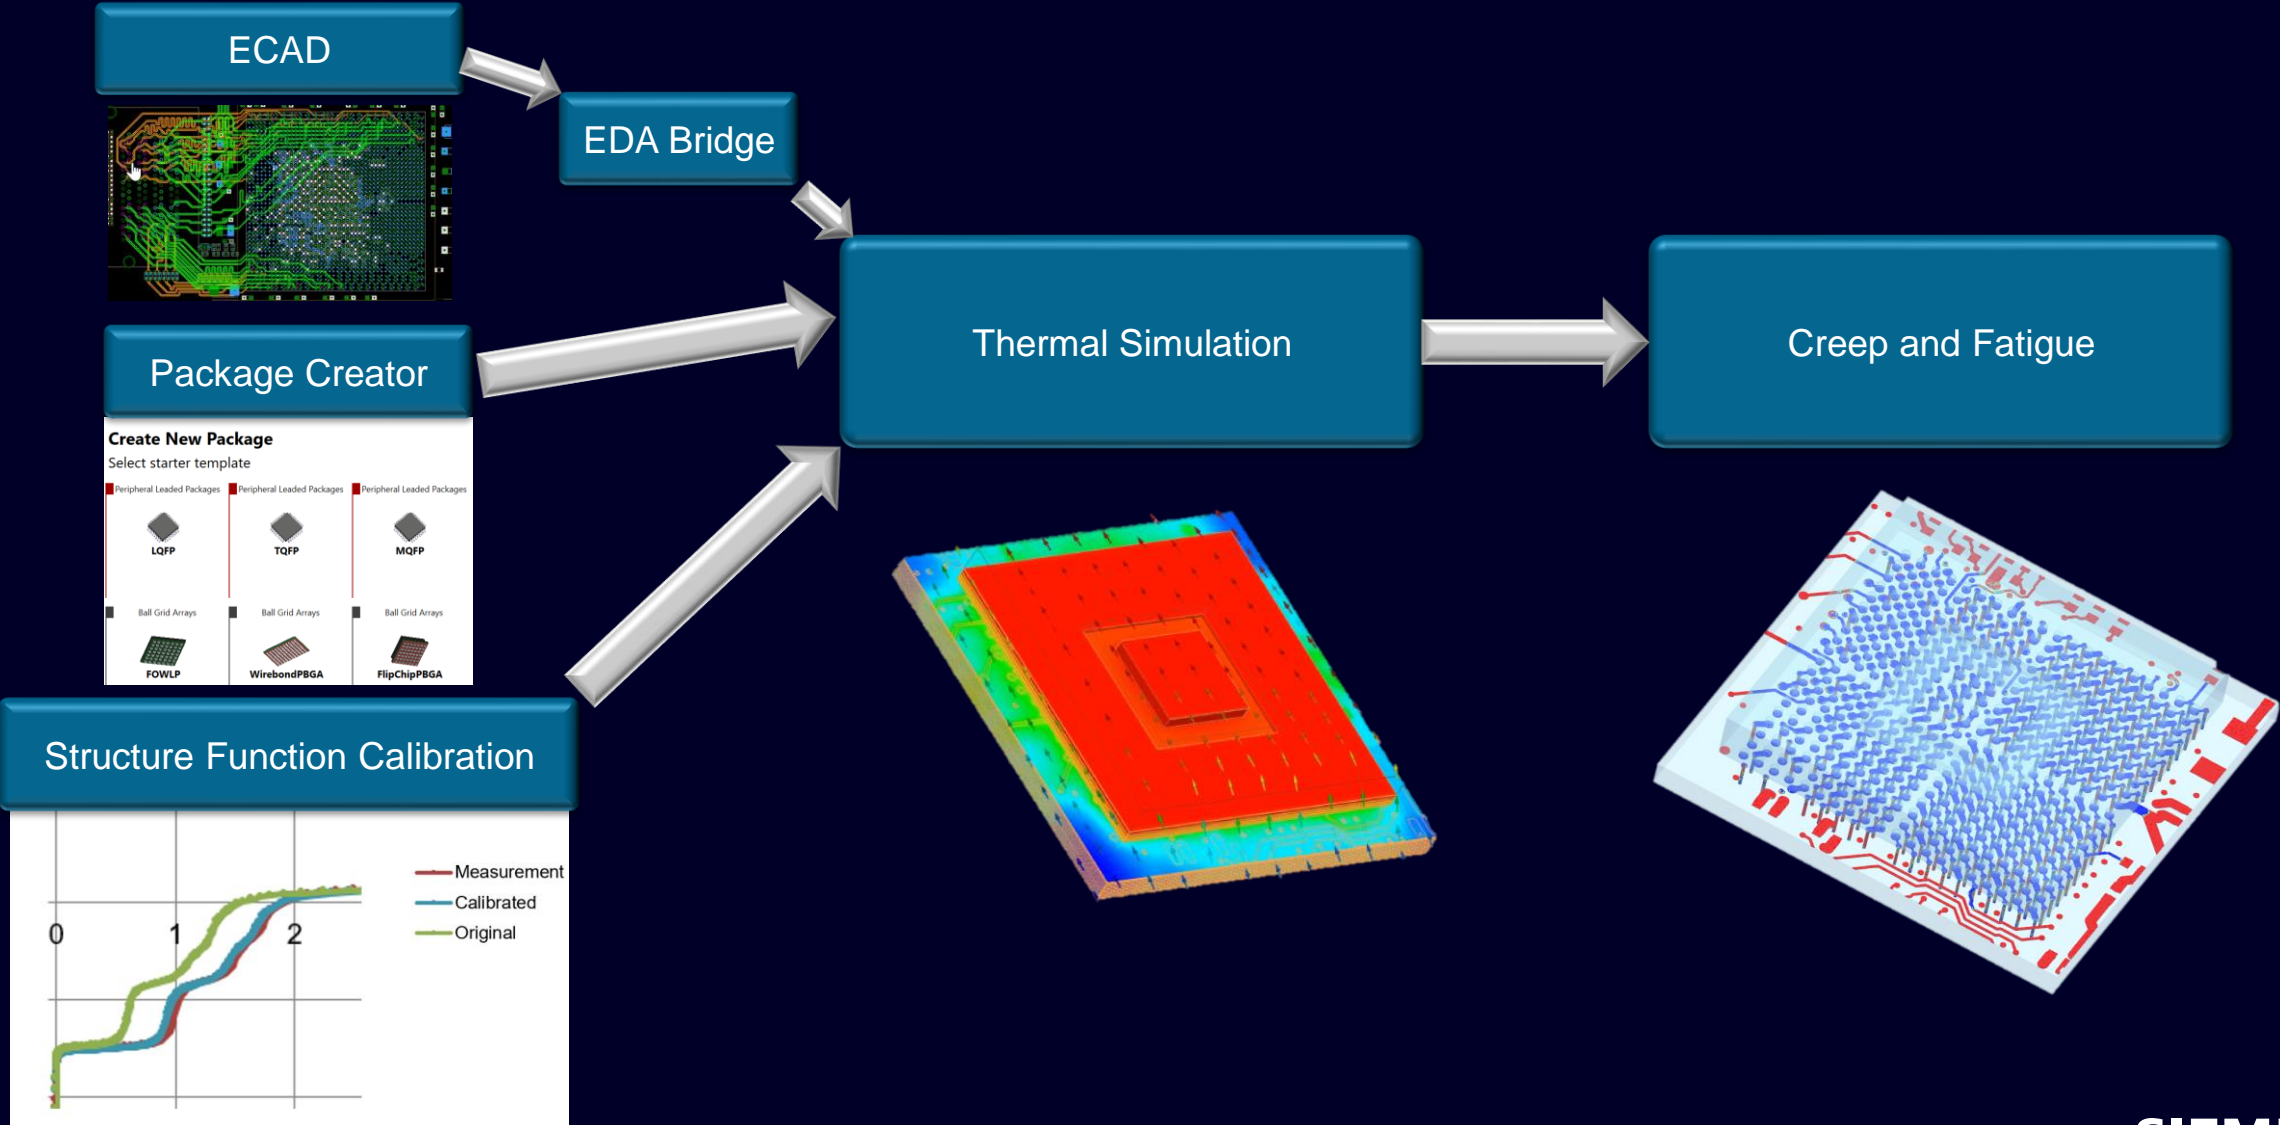 ECAD
EDA Bridge
Thermal Simulation
Creep and Fatigue
Package Creator
Create New Package
Select starter template
Peripheral Leaded Packages
Peripheral Leaded Packages
Peripheral Leaded Packages
LQFP
TQFP
MQFP
Ball Grid Arrays
Ball Grid Arrays
Ball Grid Arrays
FOWLP
WirebondPBGA
FlipChipPBGA
Structure Function Calibration
Measurement
Calibrated
Original
0
1
2